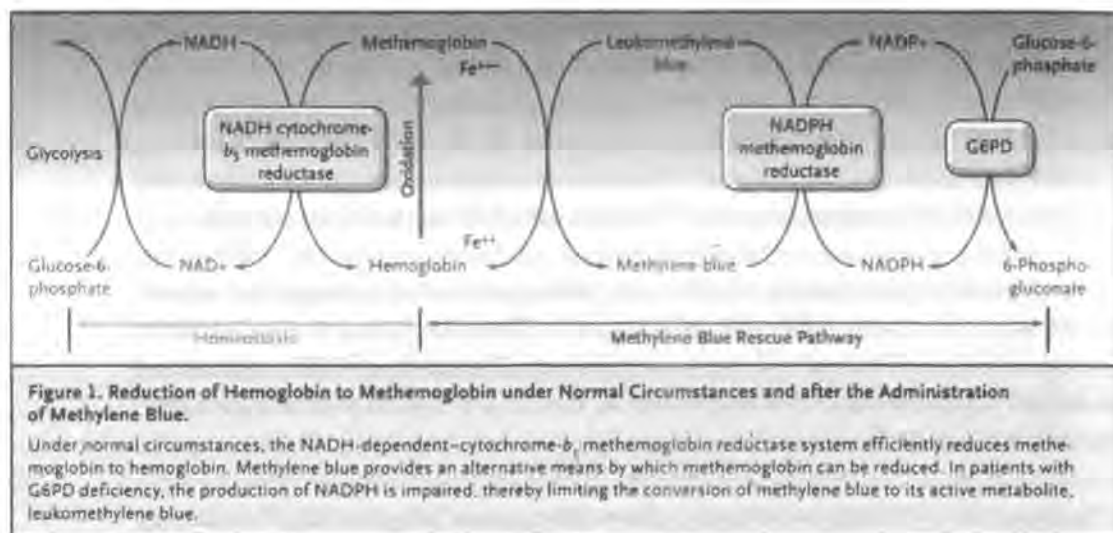 NADH
Methemoglobin
Leukomethylene
blue
NADP+
Glucose-6-
phosphate
Fe+++
Glycolysis
NADH cytochrome-
b5 methemoglobin
reductase
Oxidation
NADPH
methemoglobin
reductase
G6PD
Fe++
Glucose-6-
phosphate
NAD+
Hemoglobin
Methylene blue
NADPH
6-Phospho-
gluconate
Homeostasis
Methylene Blue Rescue Pathway
Figure 1. Reduction of Hemoglobin to Methemoglobin under Normal Circumstances and after the Administration
of Methylene Blue.
Under normal circumstances, the NADH-dependent–cytochrome-b5 methemoglobin reductase system efficiently reduces methe-
moglobin to hemoglobin. Methylene blue provides an alternative means by which methemoglobin can be reduced. In patients with
G6PD deficiency, the production of NADPH is impaired, thereby limiting the conversion of methylene blue to its active metabolite,
leukomethylene blue.